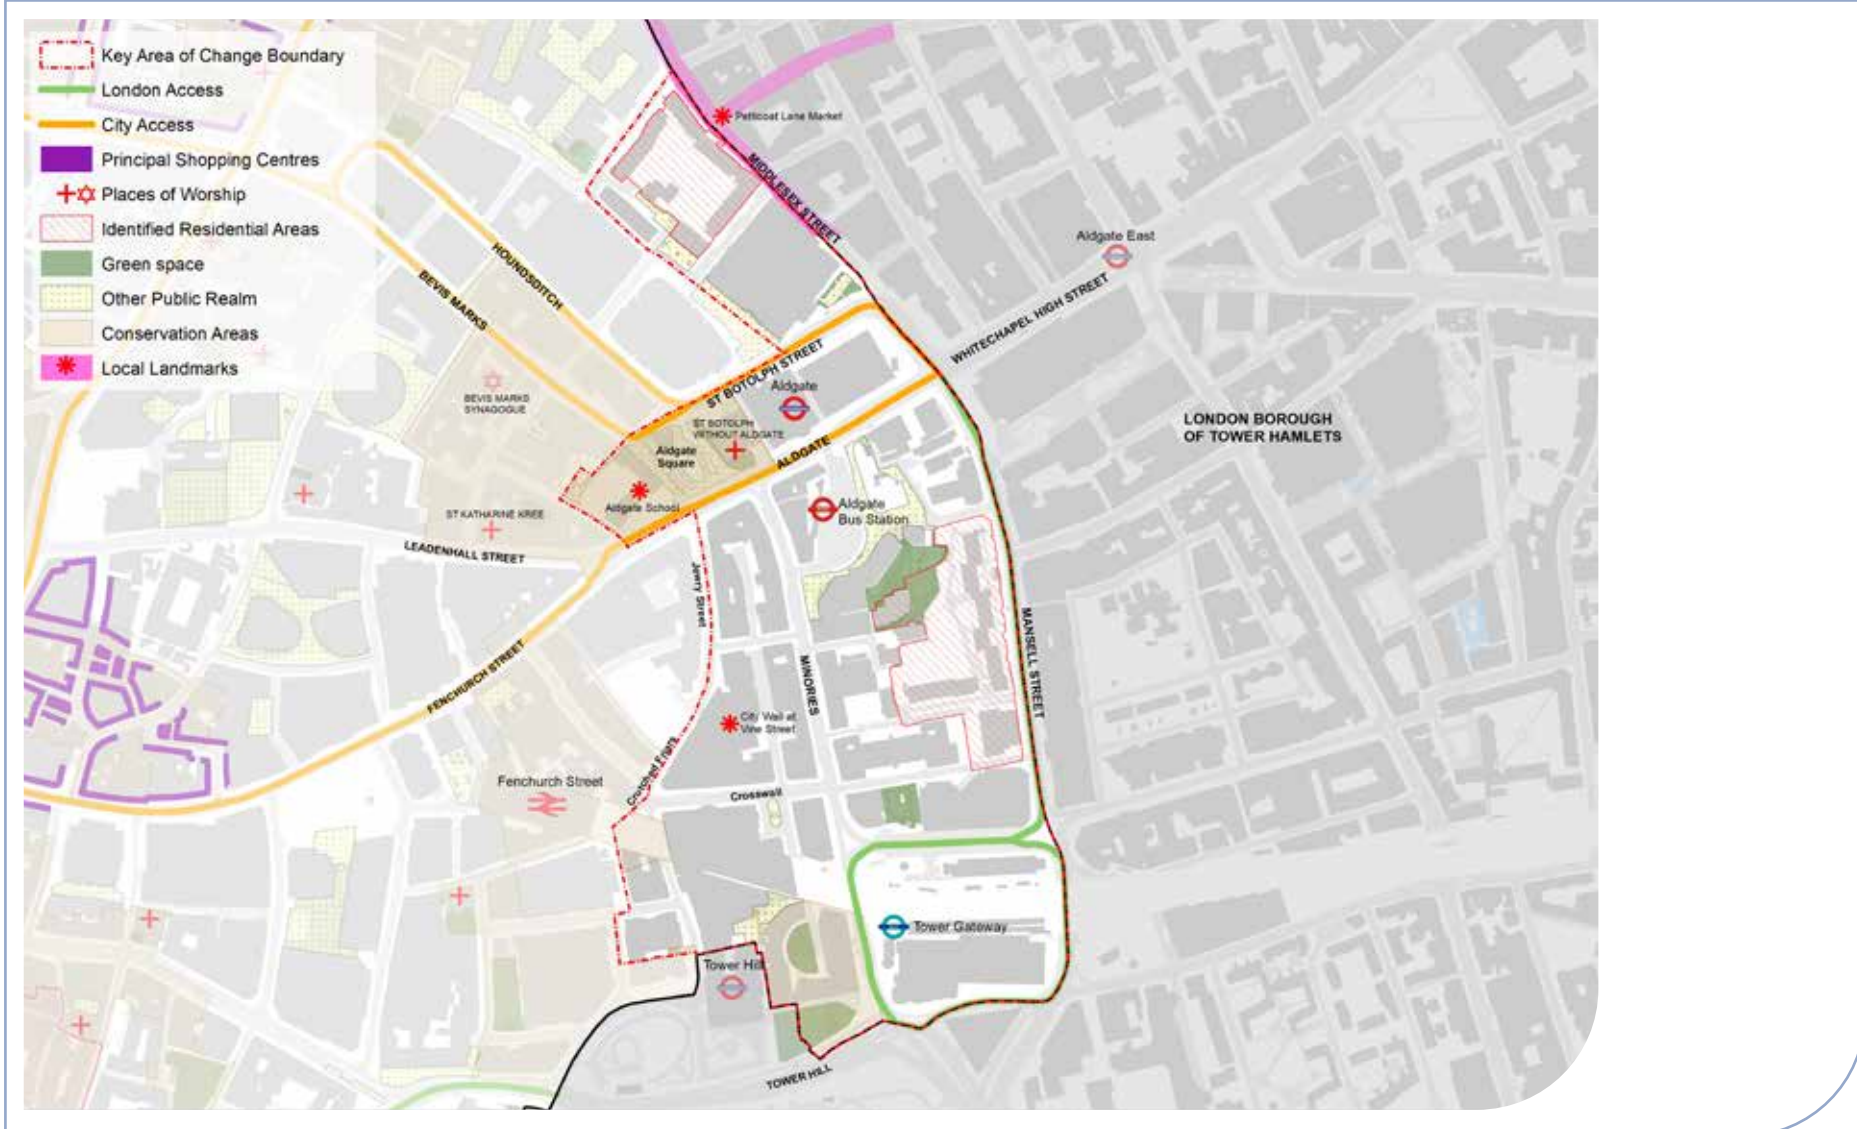 Key Area of Change Boundary
London Access
City Access
Principal Shopping Centres
Places of Worship
Identified Residential Areas
Green space
Other Public Realm
Conservation Areas
Local Landmarks
Petticoat Lane Market
MIDDLESEX STREET
Aldgate East
WHITECHAPEL HIGH STREET
HOUNSDITCH
BEVIS MARKS
BEVIS MARKS
SYNAGOGUE
ST BOTOLPH STREET
Aldgate
ST BOTOLPH
WITHOUT ALDGATE
Aldgate
Square
ALDGATE
LONDON BOROUGH
OF TOWER HAMLETS
Aldgate School
Aldgate
Bus Station
ST KATHARINE KREE
LEADENHALL STREET
Jewry Street
FENCHURCH STREET
MINORIES
MANSELL STREET
City Wall at
Vine Street
Crutched Friars
Fenchurch Street
Crosswall
Tower Gateway
Tower Hill
TOWER HILL